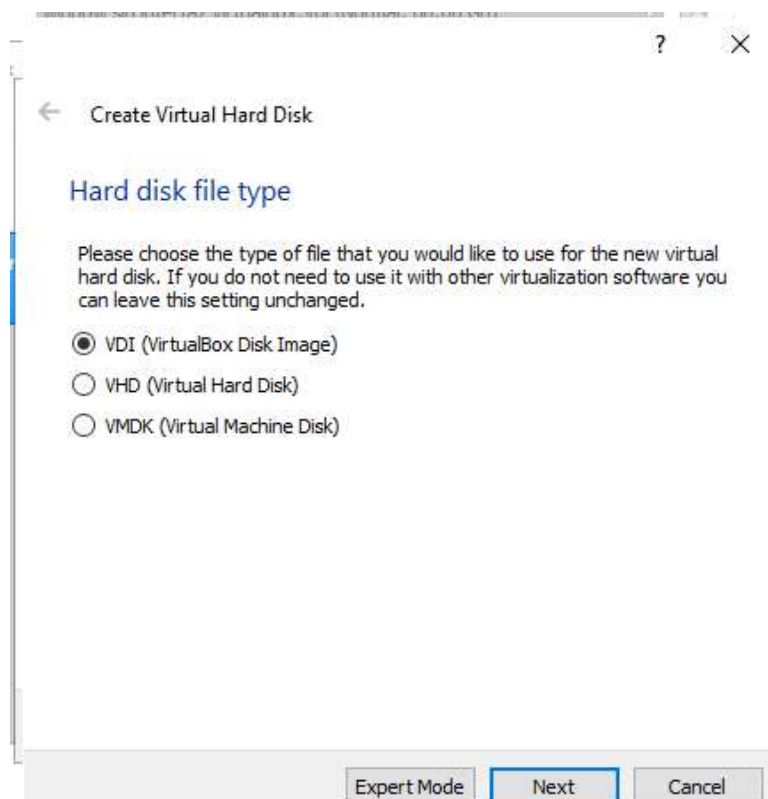 ?
Create Virtual Hard Disk
Hard disk file type
Please choose the type of file that you would like to use for the new virtual
hard disk. If you do not need to use it with other virtualization software you
can leave this setting unchanged.
VDI (VirtualBox Disk Image)
VHD (Virtual Hard Disk)
VMDK (Virtual Machine Disk)
Expert Mode Next Cancel